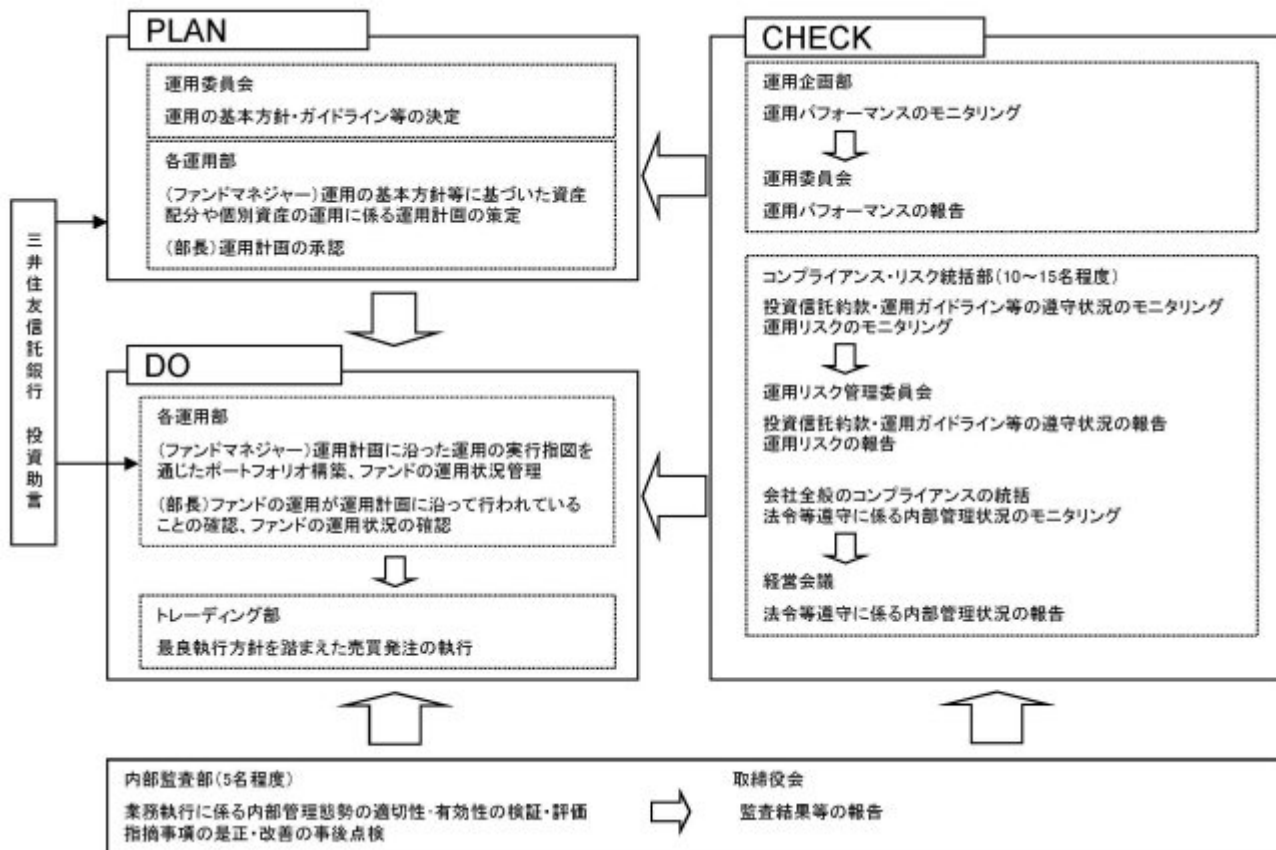 PLAN
運用委員会
運用の基本方針・ガイドライン等の決定
各運用部
(ファンドマネジャー)運用の基本方針等に基づいた資産
配分や個別資産の運用に係る運用計画の策定
(部長)運用計画の承認
三井住友信託銀行 投資助言
DO
各運用部
(ファンドマネジャー)運用計画に沿った運用の実行指図を
通じたポートフォリオ構築、ファンドの運用状況管理
(部長)ファンドの運用が運用計画に沿って行われている
ことの確認、ファンドの運用状況の確認
トレーディング部
最良執行方針を踏まえた売買発注の執行
CHECK
運用企画部
運用パフォーマンスのモニタリング
運用委員会
運用パフォーマンスの報告
コンプライアンス・リスク統括部(10~15名程度)
投資信託約款・運用ガイドライン等の遵守状況のモニタリング
運用リスクのモニタリング
運用リスク管理委員会
投資信託約款・運用ガイドライン等の遵守状況の報告
運用リスクの報告
会社全般のコンプライアンスの統括
法令等遵守に係る内部管理状況のモニタリング
経営会議
法令等遵守に係る内部管理状況の報告
内部監査部(5名程度)
業務執行に係る内部管理態勢の適切性・有効性の検証・評価
指摘事項の是正・改善の事後点検
取締役会
監査結果等の報告